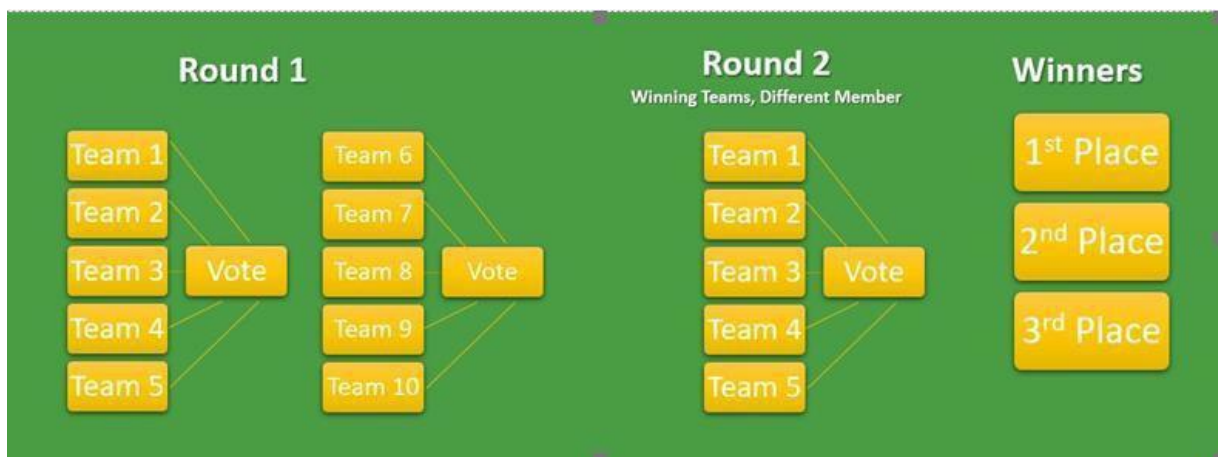 Round 1
Team 1
Team 2
Team 3
Team 4
Team 5
Vote
Team 6
Team 7
Team 8
Team 9
Team 10
Vote
Round 2
Winning Teams, Different Member
Team 1
Team 2
Team 3
Team 4
Team 5
Vote
Winners
1st Place
2nd Place
3rd Place